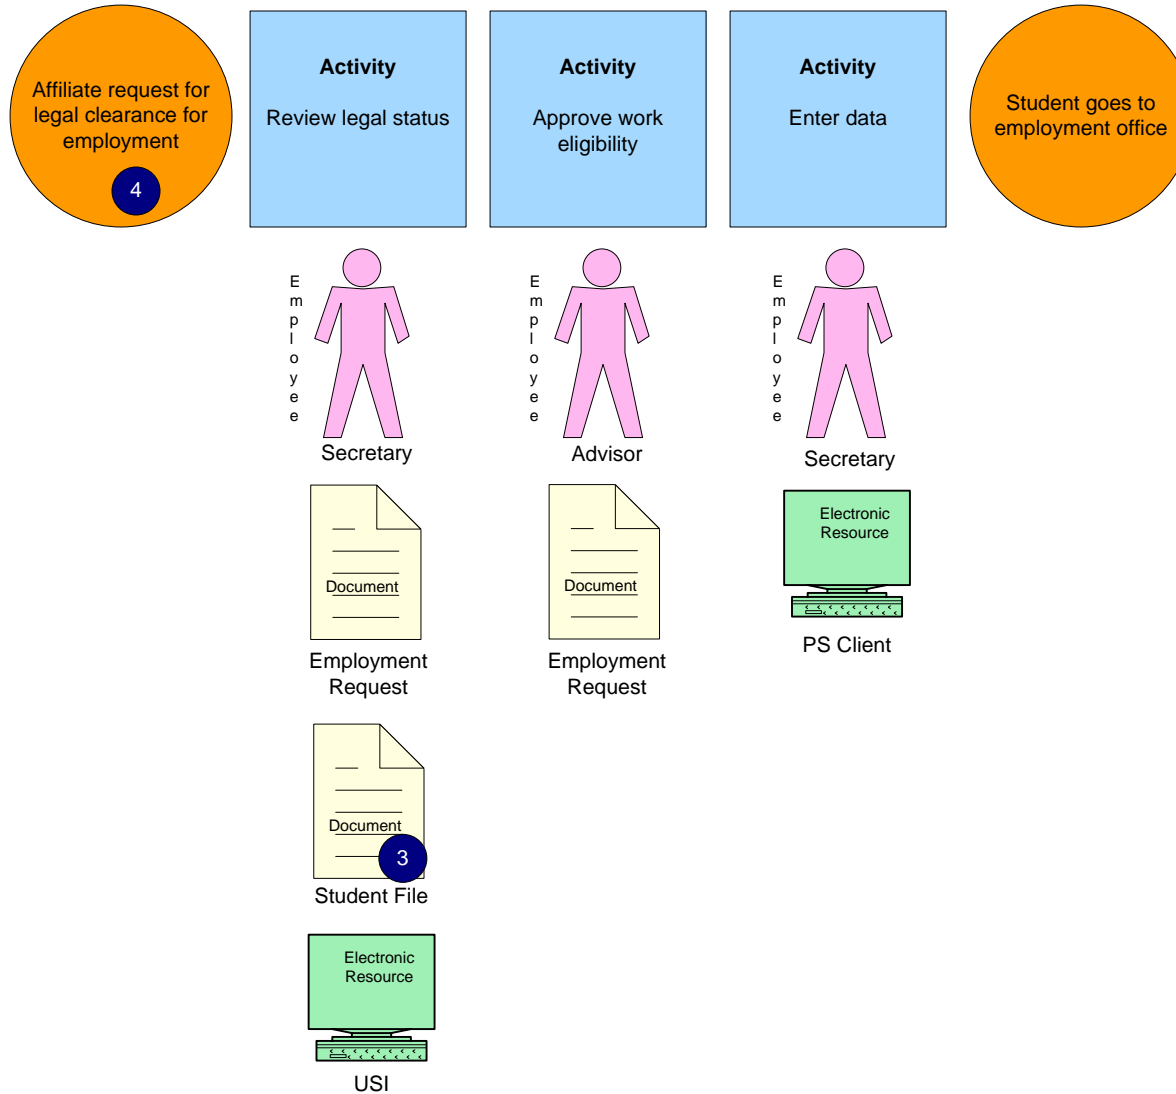 Affiliate request for
legal clearance for
employment
4
Activity
Review legal status
Activity
Approve work
eligibility
Activity
Enter data
Student goes to
employment office
Employee
Secretary
Employee
Advisor
Employee
Secretary
Document
Employment
Request
Document
Employment
Request
Electronic
Resource
PS Client
Document
3
Student File
Electronic
Resource
USI